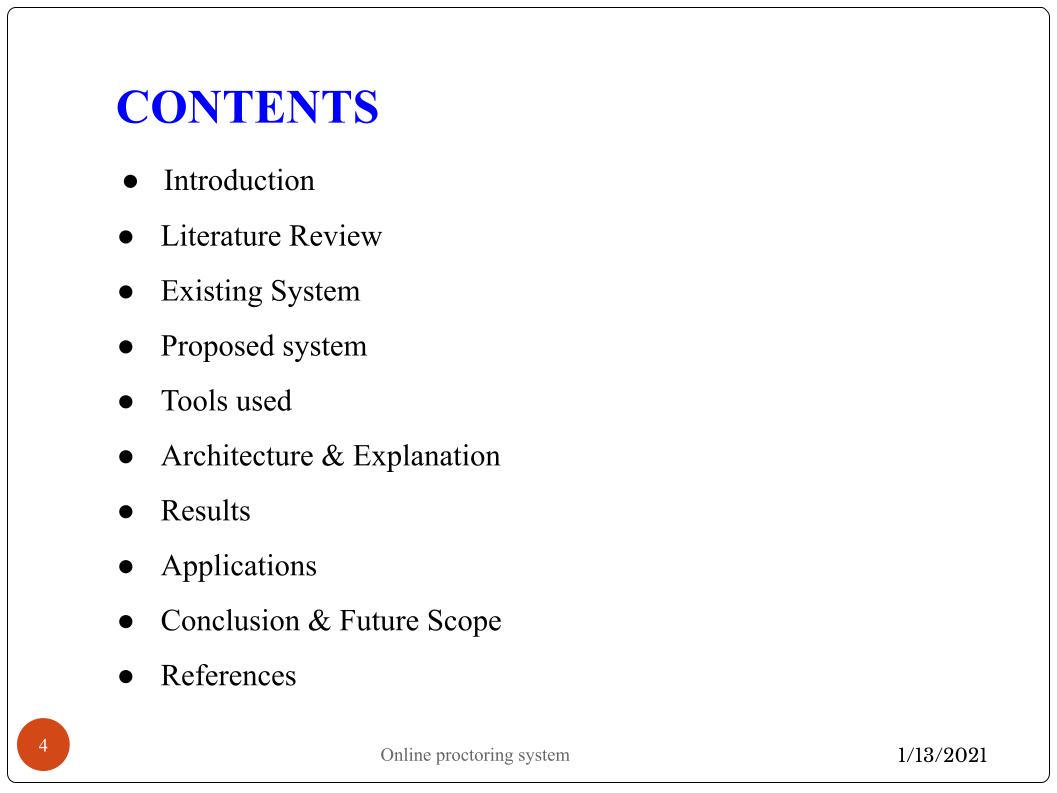 CONTENTS
● Introduction
● Literature Review
● Existing System
● Proposed system
● Tools used
● Architecture & Explanation
● Results
● Applications
● Conclusion & Future Scope
● References
4
Online proctoring system
1/13/2021